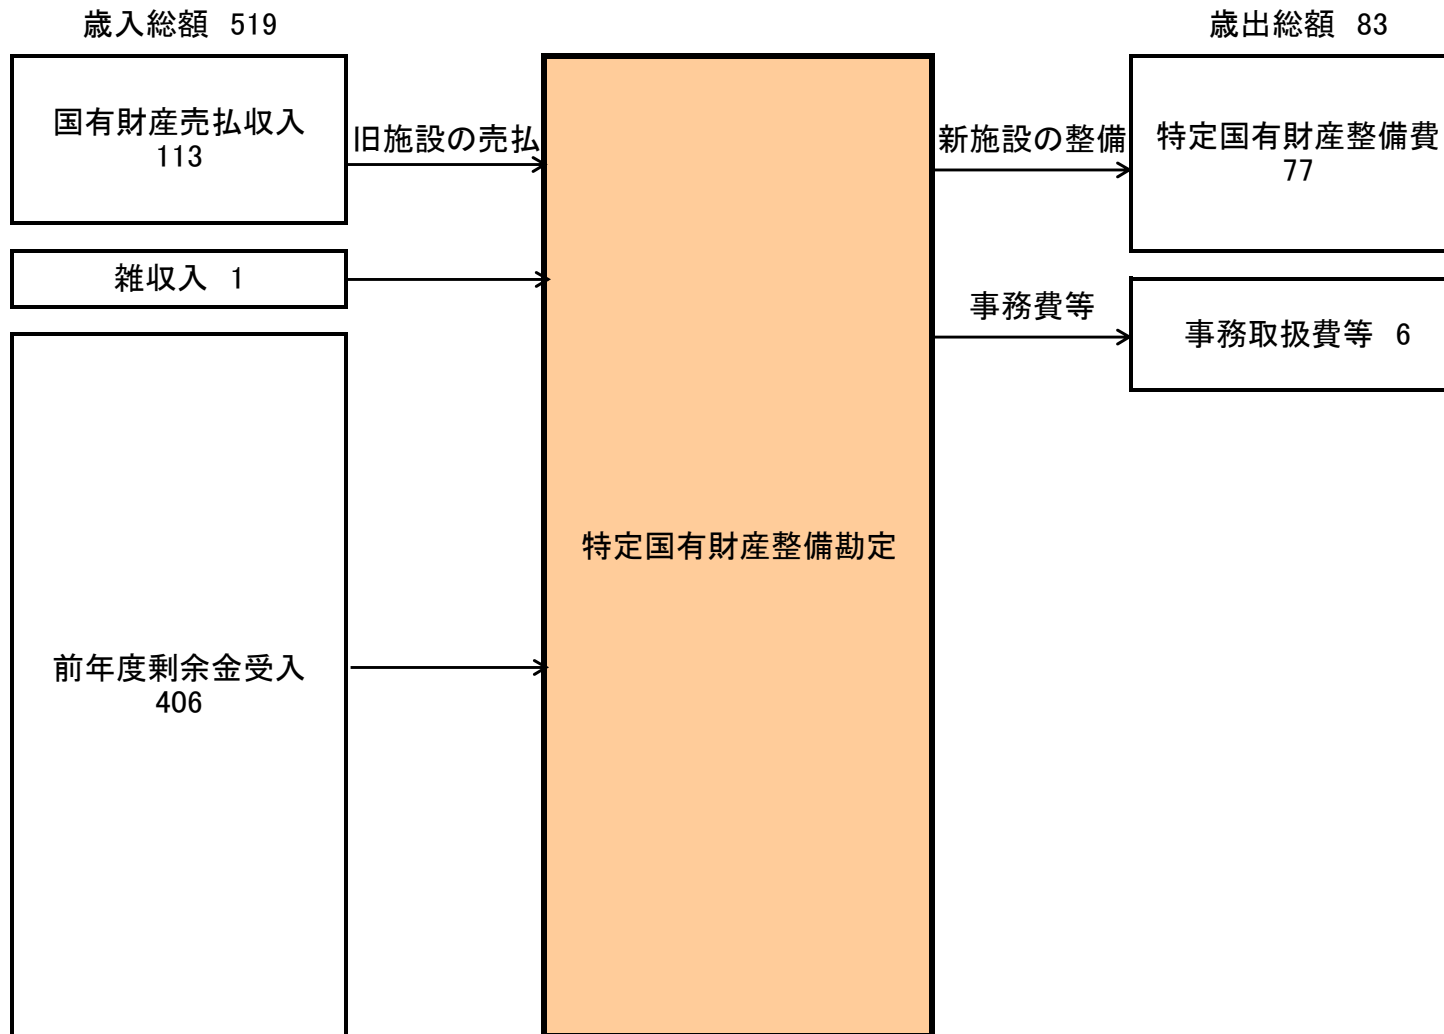 歳入総額 519
歳出総額 83
国有財産売払収入
113
旧施設の売払
新施設の整備
特定国有財産整備費
77
雑収入 1
事務費等
事務取扱費等 6
特定国有財産整備勘定
前年度剰余金受入
406